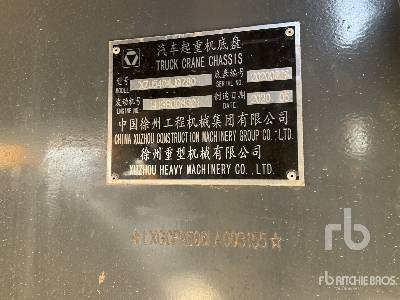 汽车起重机底盘
TRUCK CRANE CHASSIS
型号 底盘编号
MODEL SERIAL NO.
发动机号 制造日期
ENGINE NO. DATE 2020 05
中国徐州工程机械集团有限公司
CHINA XUZHOU CONSTRUCTION MACHINERY GROUP CO.,LTD.
徐州重型机械有限公司
XUZHOU HEAVY MACHINERY CO., LTD.
rb
rb RITCHIE BROS.